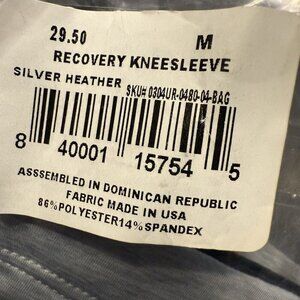 29.50 M
RECOVERY KNEESLEEVE
SILVER HEATHER
SKU# 0304UR-0480-04-BAG
8 40001 15754 5
ASSSEMBLED IN DOMINICAN REPUBLIC
FABRIC MADE IN USA
86%POLYESTER14%SPANDEX